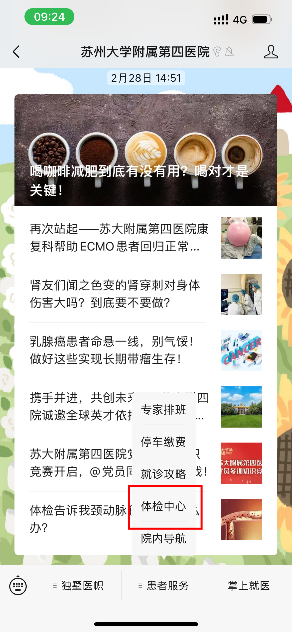 09:24
4G
苏州大学附属第四医院
2月28日 14:51
喝咖啡减肥到底有没有用？喝对才是
关键！
再次站起——苏大附属第四医院康
复科帮助ECMO患者回归正常...
肾友们闻之色变的肾穿刺对身体
伤害大吗？到底要不要做？
乳腺癌患者命悬一线，别气馁！
做好这些实现长期带瘤生存！
携手并进，共创未来
四院
院诚邀全球英才依
专家排班
停车缴费
苏大附属第四医院
竞赛开启，@党员同
就诊攻略
体检中心
体检告诉我颈动脉
办？
院内导航
独墅医帜
患者服务
掌上就医